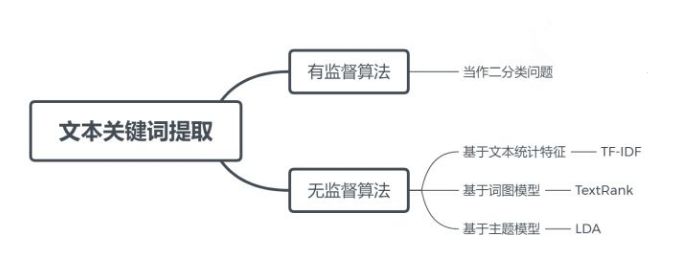 文本关键词提取
有监督算法
当作二分类问题
无监督算法
基于文本统计特征 TF-IDF
基于词图模型 TextRank
基于主题模型 LDA